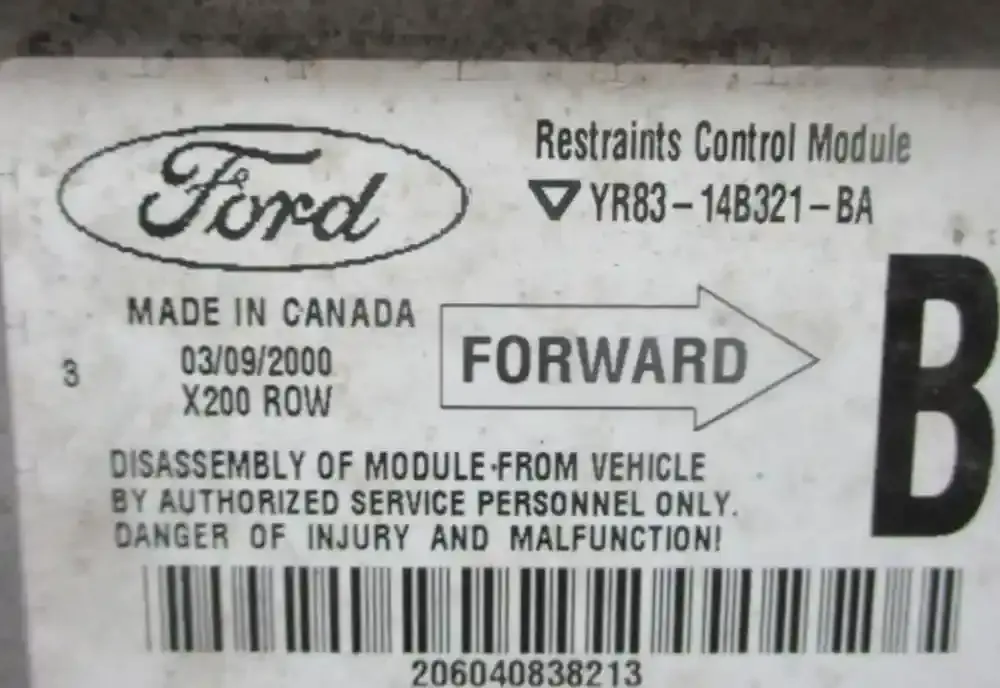 Ford
Restraints Control Module
YR83-14B321-BA
MADE IN CANADA
03/09/2000
X200 ROW
3
FORWARD
B
DISASSEMBLY OF MODULE-FROM VEHICLE
BY AUTHORIZED SERVICE PERSONNEL ONLY.
DANGER OF INJURY AND MALFUNCTION!
206040838213